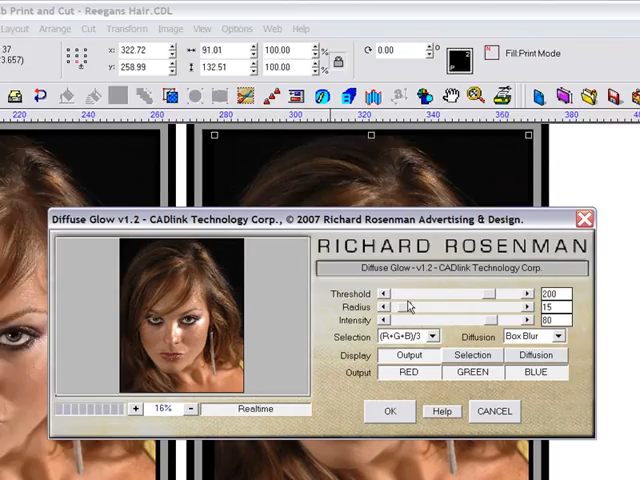 b Print and Cut - Reegans Hair.CDL
Layout Arrange Cut Transform Image View Options Web Help
37 x: 322.72 91.01 100.00 % 0.00 ° Fill:Print Mode
3.657) y: 258.99 132.51 100.00 %
220 240 260 280 300 320 340 360 380 400
Diffuse Glow v1.2 - CADlink Technology Corp., © 2007 Richard Rosenman Advertising & Design.
RICHARD ROSENMAN
Diffuse Glow - v1.2 - CADlink Technology Corp.
Threshold 200
Radius 15
Intensity 80
Selection (R+G+B)/3 Diffusion Box Blur
Display Output Selection Diffusion
Output RED GREEN BLUE
+ 16% - Realtime
OK Help CANCEL